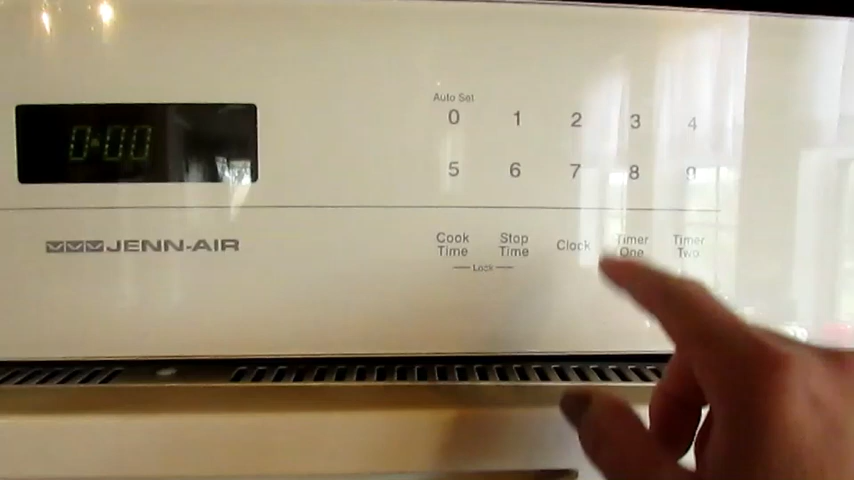 Auto Set
0 1 2 3 4
0:00
5 6 7 8 9
JENN-AIR
Cook Time
Stop Time
Clock
Timer One
Timer Two
Lock